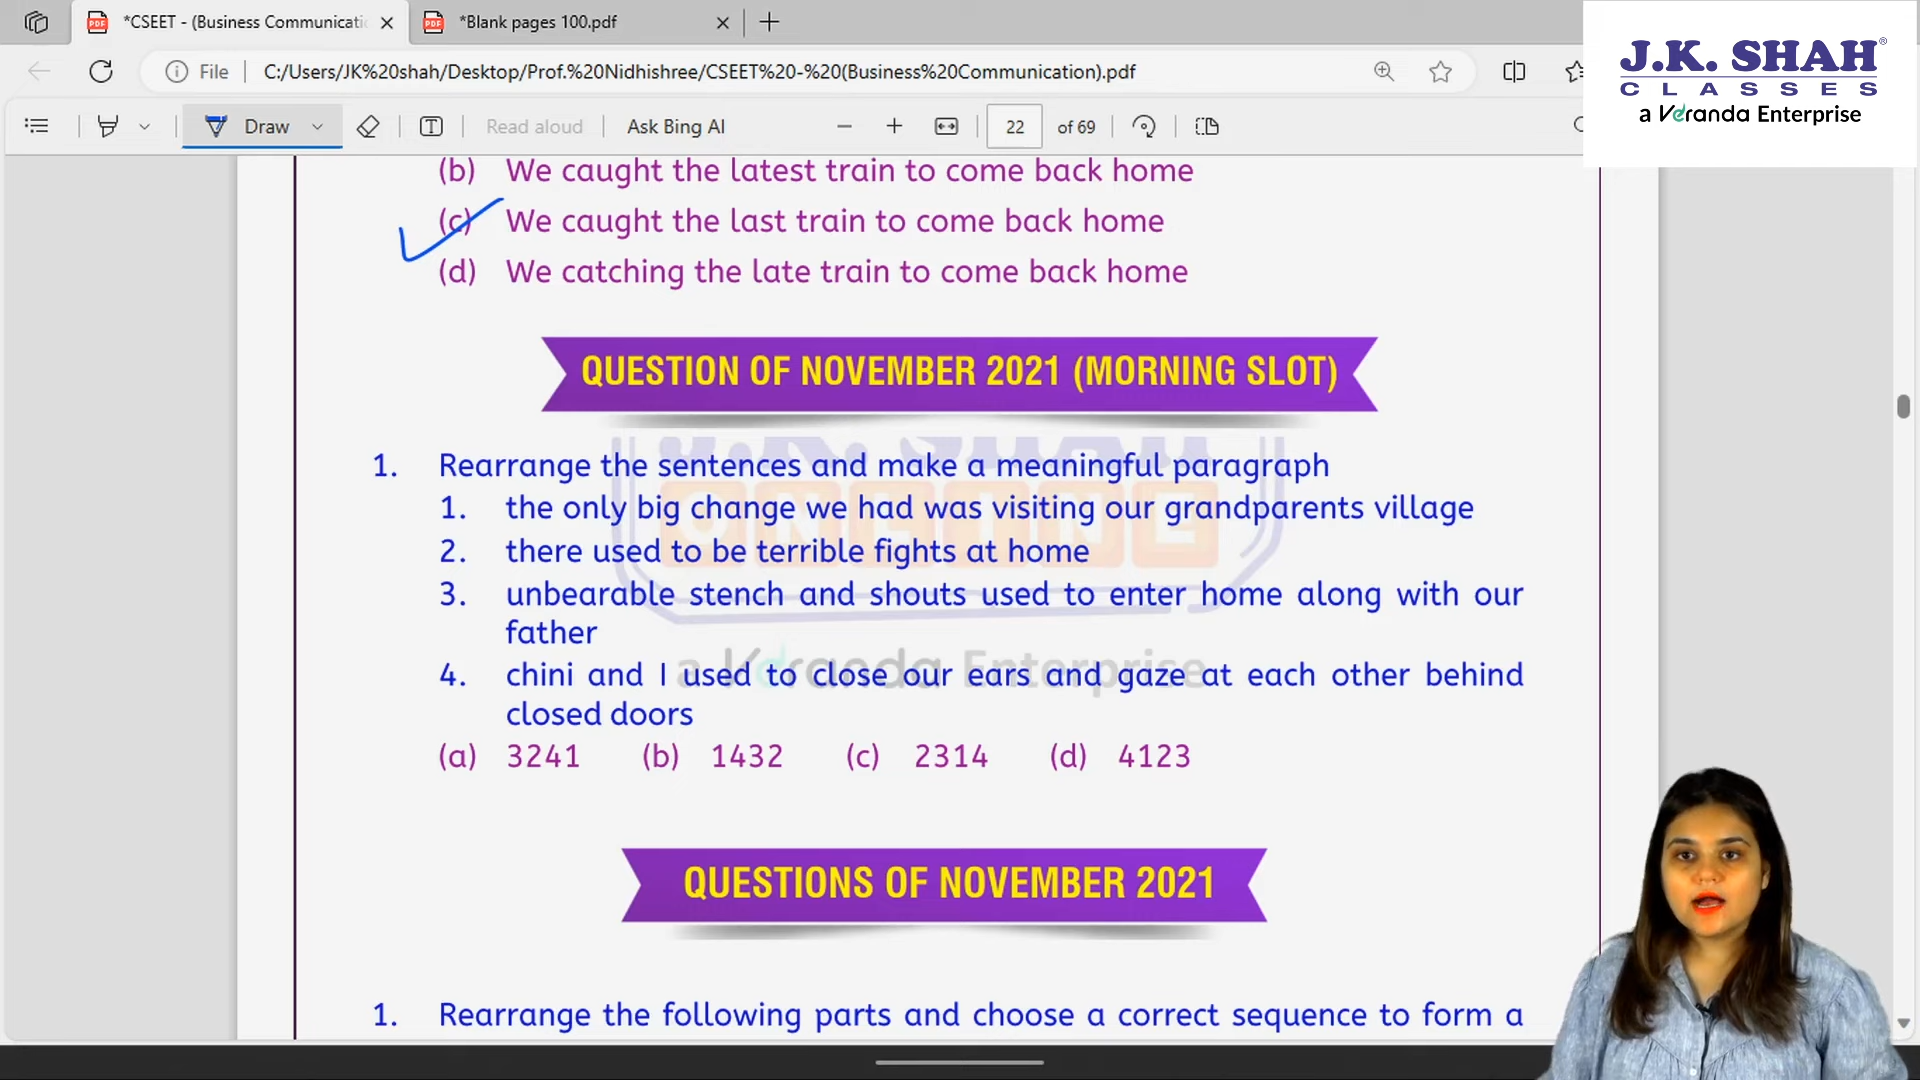 *CSEET - (Business Communicati
*Blank pages 100.pdf
File
C:/Users/JK%20shah/Desktop/Prof.%20Nidhishree/CSEET%20-%20(Business%20Communication).pdf
J.K. SHAH®
CLASSES
a Veranda Enterprise
Draw
Read aloud
Ask Bing AI
22
of 69
(b) We caught the latest train to come back home
(c) We caught the last train to come back home
(d) We catching the late train to come back home
QUESTION OF NOVEMBER 2021 (MORNING SLOT)
J.K. SHAH
ONLINE
a Veranda Enterprise
1. Rearrange the sentences and make a meaningful paragraph
1. the only big change we had was visiting our grandparents village
2. there used to be terrible fights at home
3. unbearable stench and shouts used to enter home along with our
father
4. chini and I used to close our ears and gaze at each other behind
closed doors
(a) 3241 (b) 1432 (c) 2314 (d) 4123
QUESTIONS OF NOVEMBER 2021
1. Rearrange the following parts and choose a correct sequence to form a